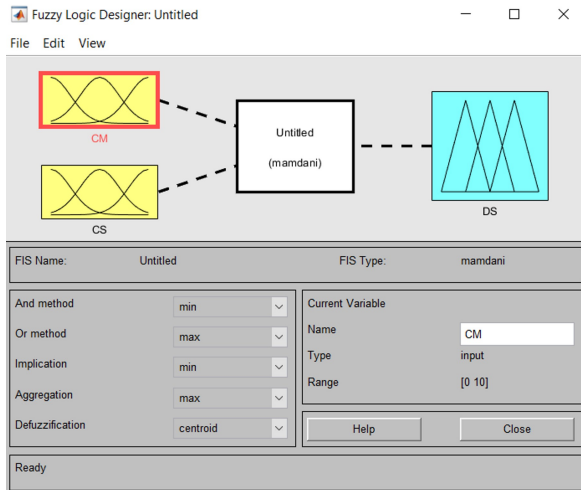 Fuzzy Logic Designer: Untitled
File Edit View
CM
Untitled
(mamdani)
CS
DS
FIS Name: Untitled FIS Type: mamdani
And method min
Or method max
Implication min
Aggregation max
Defuzzification centroid
Current Variable
Name CM
Type input
Range [0 10]
Help Close
Ready